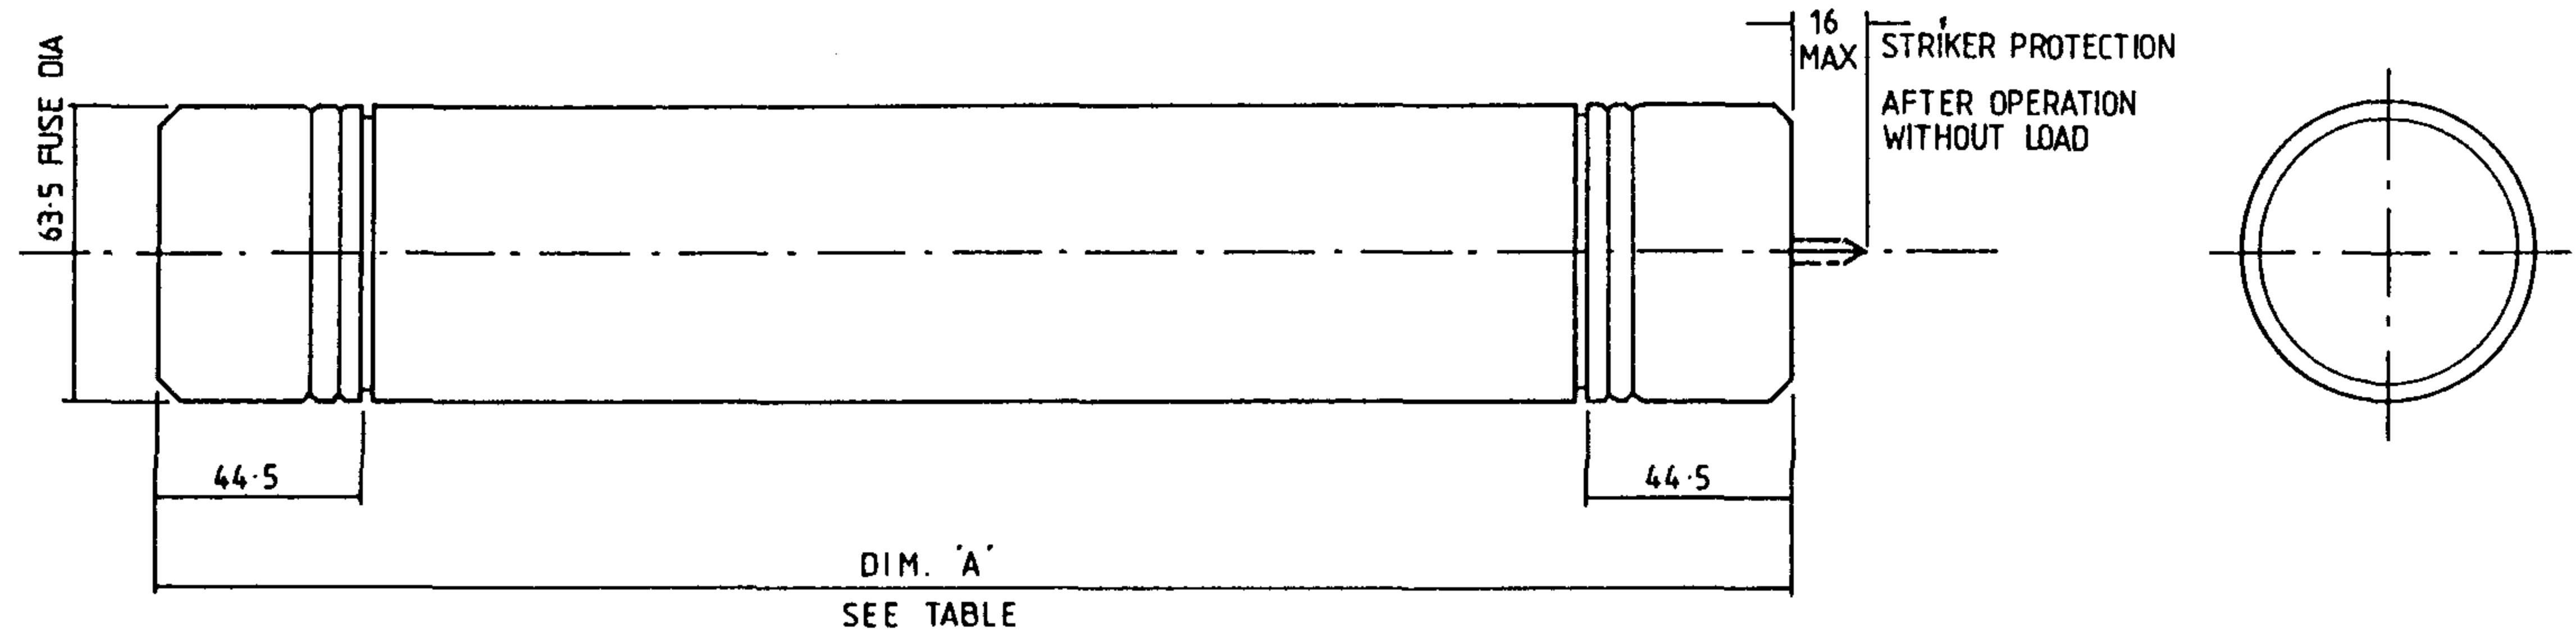 63·5 FUSE DIA
16
MAX
STRIKER PROTECTION
AFTER OPERATION
WITHOUT LOAD
44·5
44·5
DIM. 'A'
SEE TABLE